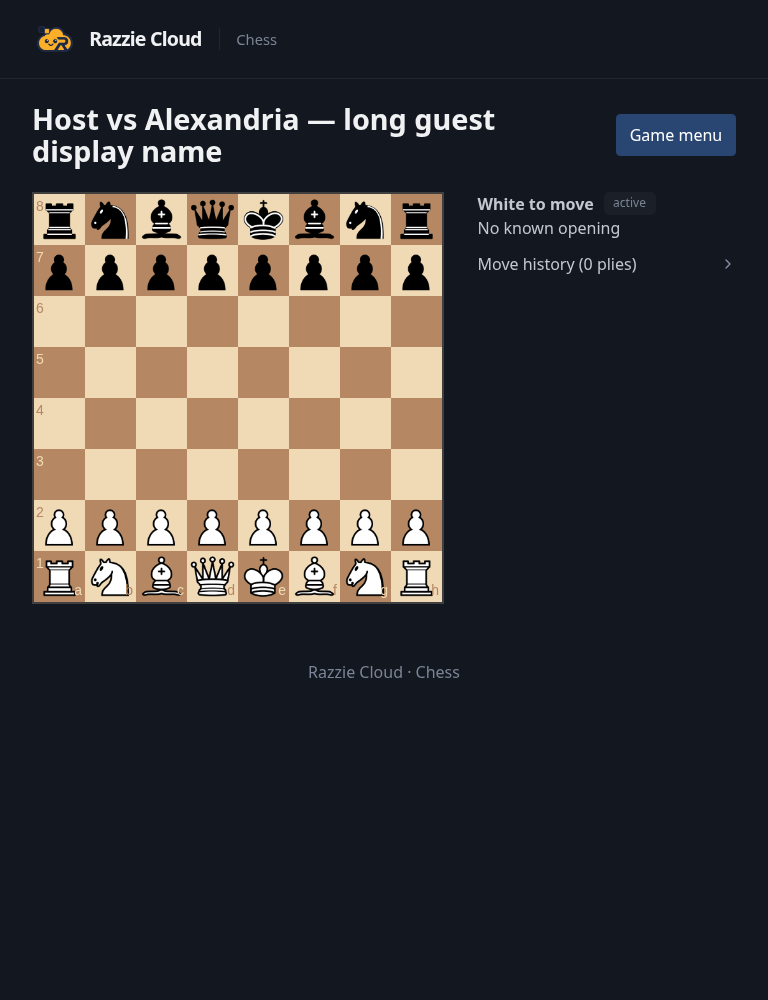 Razzie Cloud
Chess
Host vs Alexandria — long guest
display name
Game menu
8
7
6
5
4
3
2
1
a
b
c
d
e
f
g
h
White to move
active
No known opening
Move history (0 plies)
Razzie Cloud · Chess